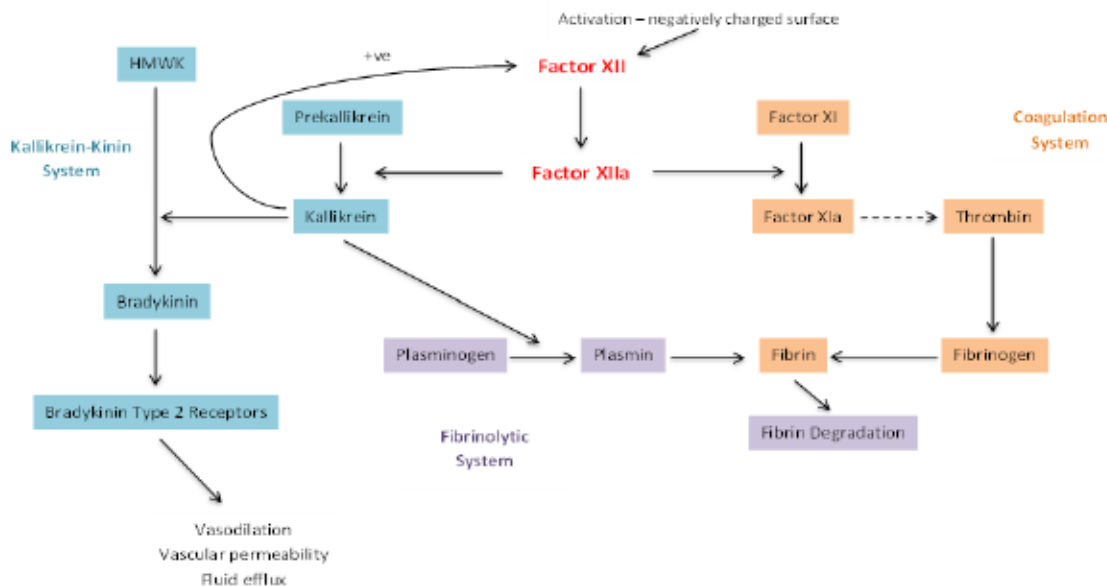 Activation – negatively charged surface
HMWK
+ve
Factor XII
Prekallikrein
Factor XI
Coagulation
System
Kallikrein-Kinin
System
Factor XIIa
Kallikrein
Factor XIa
Thrombin
Bradykinin
Plasminogen
Plasmin
Fibrin
Fibrinogen
Bradykinin Type 2 Receptors
Fibrinolytic
System
Fibrin Degradation
Vasodilation
Vascular permeability
Fluid efflux